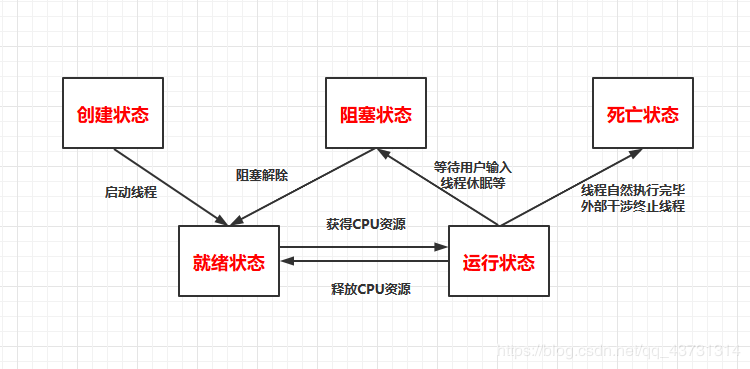 创建状态
阻塞状态
死亡状态
启动线程
阻塞解除
等待用户输入
线程休眠等
线程自然执行完毕
外部干涉终止线程
就绪状态
获得CPU资源
释放CPU资源
运行状态
https://blog.csdn.net/qq_43731314